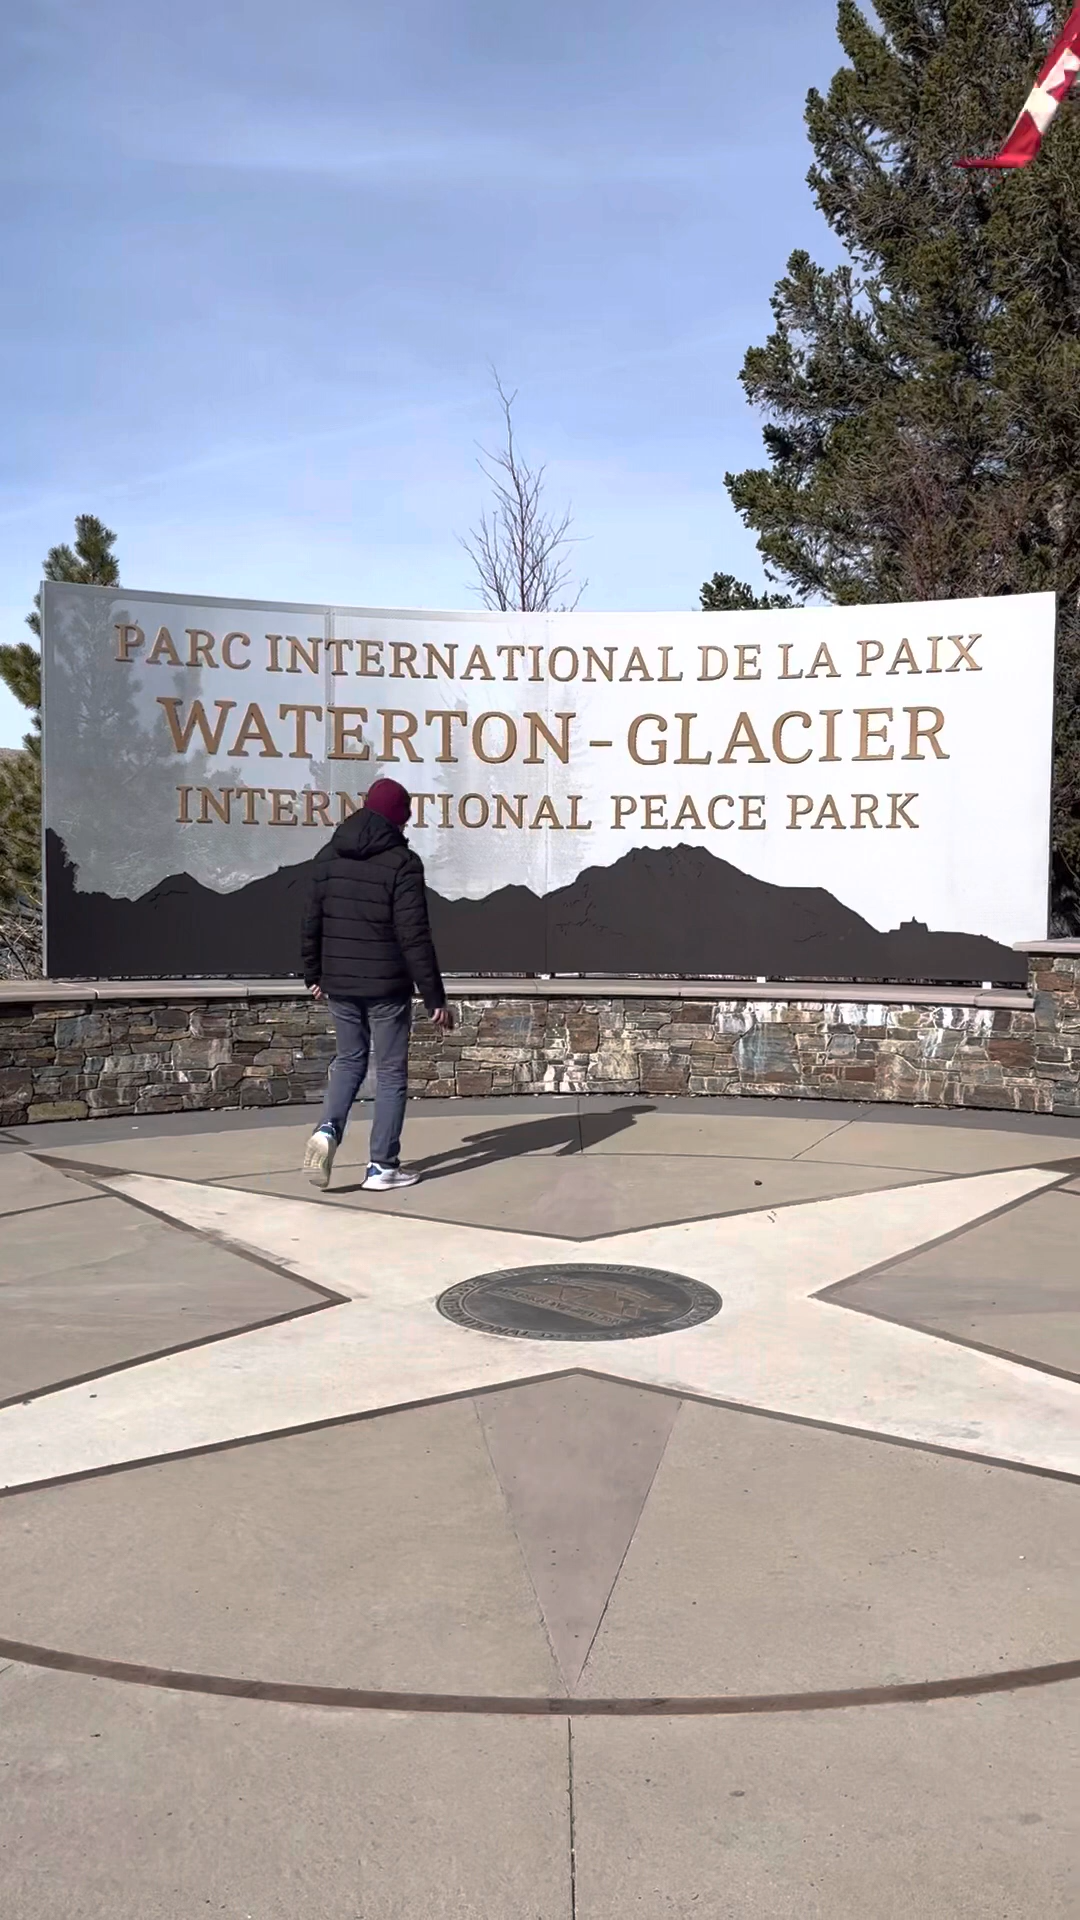 PARC INTERNATIONAL DE LA PAIX
WATERTON-GLACIER
INTERNATIONAL PEACE PARK